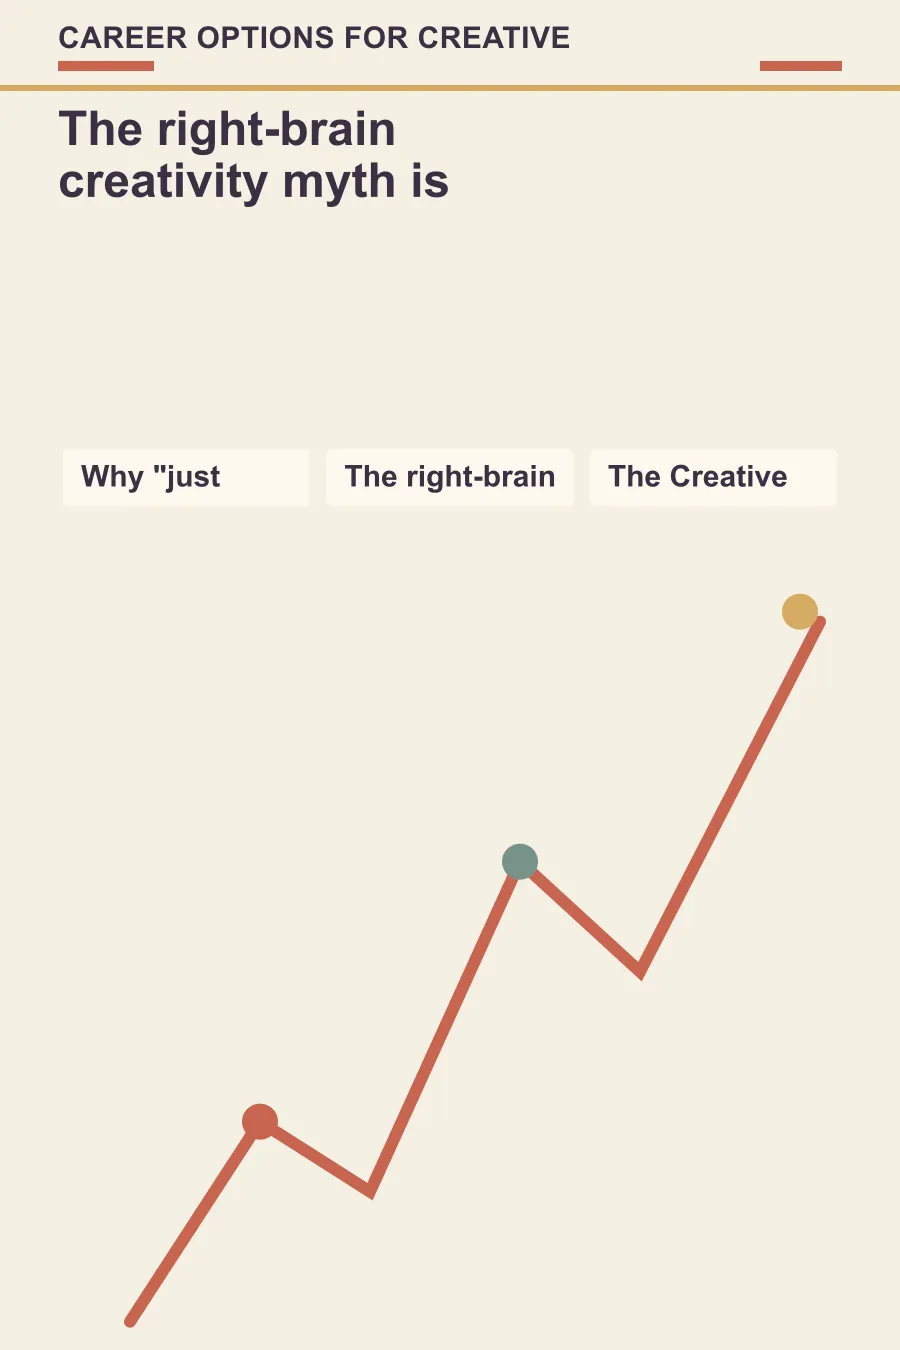 CAREER OPTIONS FOR CREATIVE
The right-brain
creativity myth is
Why "just
The right-brain
The Creative